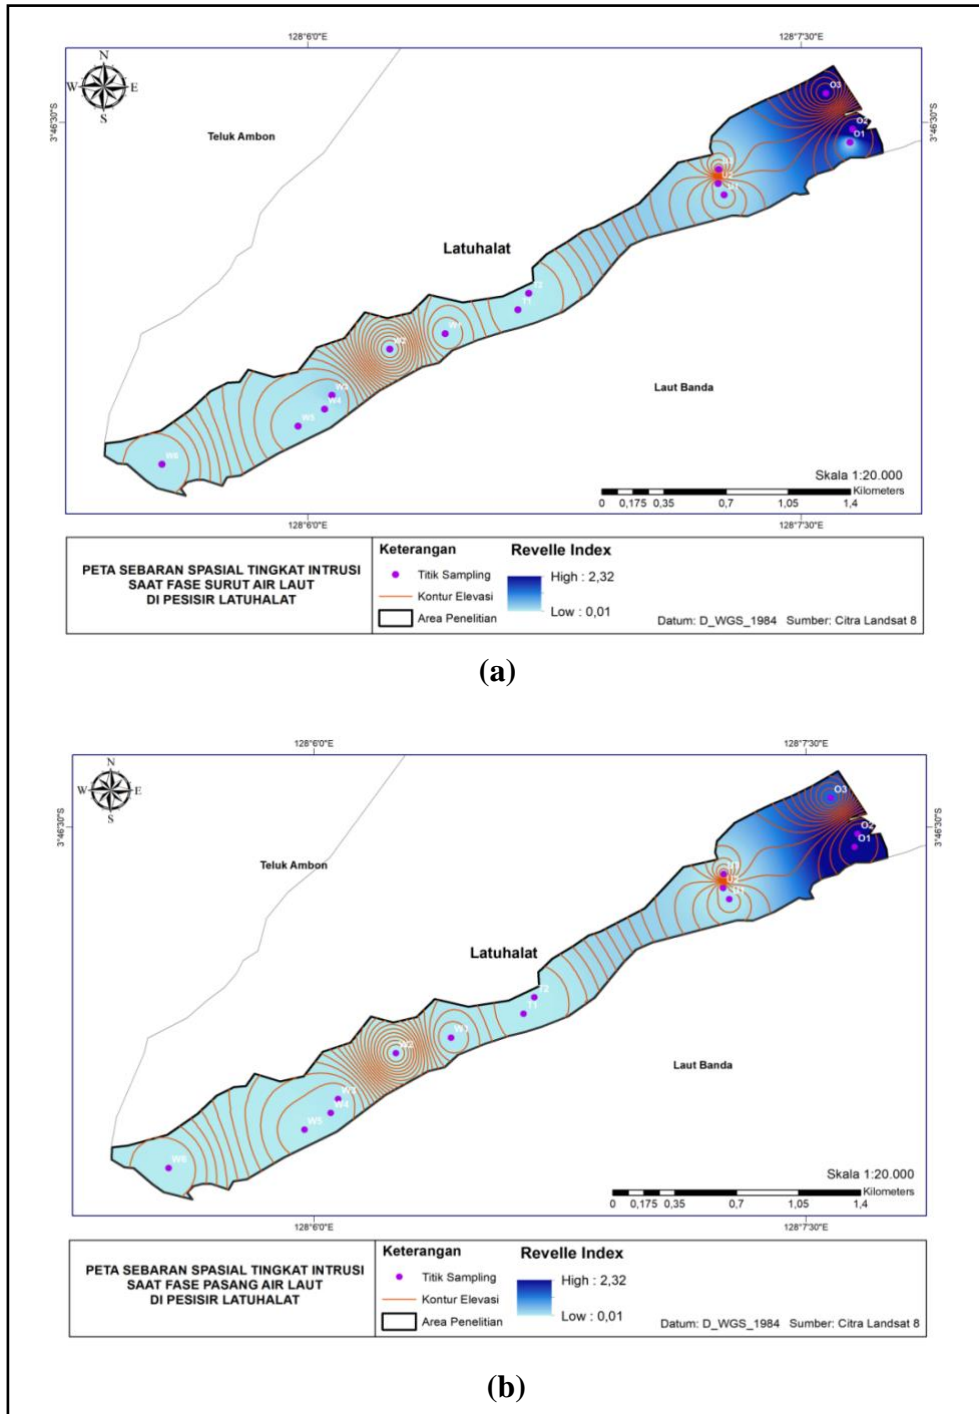 128°6'0"E
128°7'30"E
N
W
E
S
3°46'30"S
3°46'30"S
Teluk Ambon
O3
O2
O1
Latuhalat
W1
W2
W3
W4
W5
W6
Laut Banda
Skala 1:20.000
Kilometers
0 0,175 0,35 0,7 1,05 1,4
128°6'0"E
128°7'30"E
PETA SEBARAN SPASIAL TINGKAT INTRUSI
SAAT FASE SURUT AIR LAUT
DI PESISIR LATUHALAT
Keterangan
Titik Sampling
Kontur Elevasi
Area Penelitian
Revelle Index
High : 2,32
Low : 0,01
Datum: D_WGS_1984 Sumber: Citra Landsat 8
(a)
128°6'0"E
128°7'30"E
N
W
E
S
3°46'30"S
3°46'30"S
Teluk Ambon
O3
O2
O1
Latuhalat
T2
T1
W1
W2
W3
W4
W5
W6
Laut Banda
Skala 1:20.000
Kilometers
0 0,175 0,35 0,7 1,05 1,4
128°6'0"E
128°7'30"E
PETA SEBARAN SPASIAL TINGKAT INTRUSI
SAAT FASE PASANG AIR LAUT
DI PESISIR LATUHALAT
Keterangan
Titik Sampling
Kontur Elevasi
Area Penelitian
Revelle Index
High : 2,32
Low : 0,01
Datum: D_WGS_1984 Sumber: Citra Landsat 8
(b)